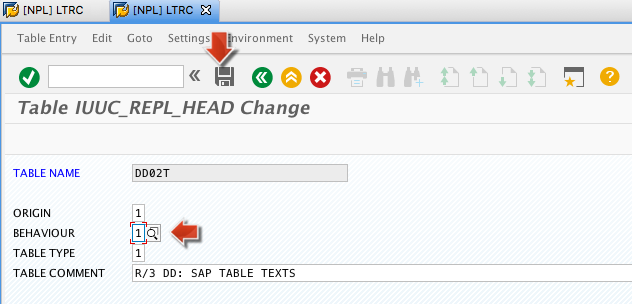 [NPL] LTRC [NPL] LTRC
Table Entry Edit Goto Settings Environment System Help
Table IUUC_REPL_HEAD Change
TABLE NAME DD02T
ORIGIN 1
BEHAVIOUR 1
TABLE TYPE 1
TABLE COMMENT R/3 DD: SAP TABLE TEXTS